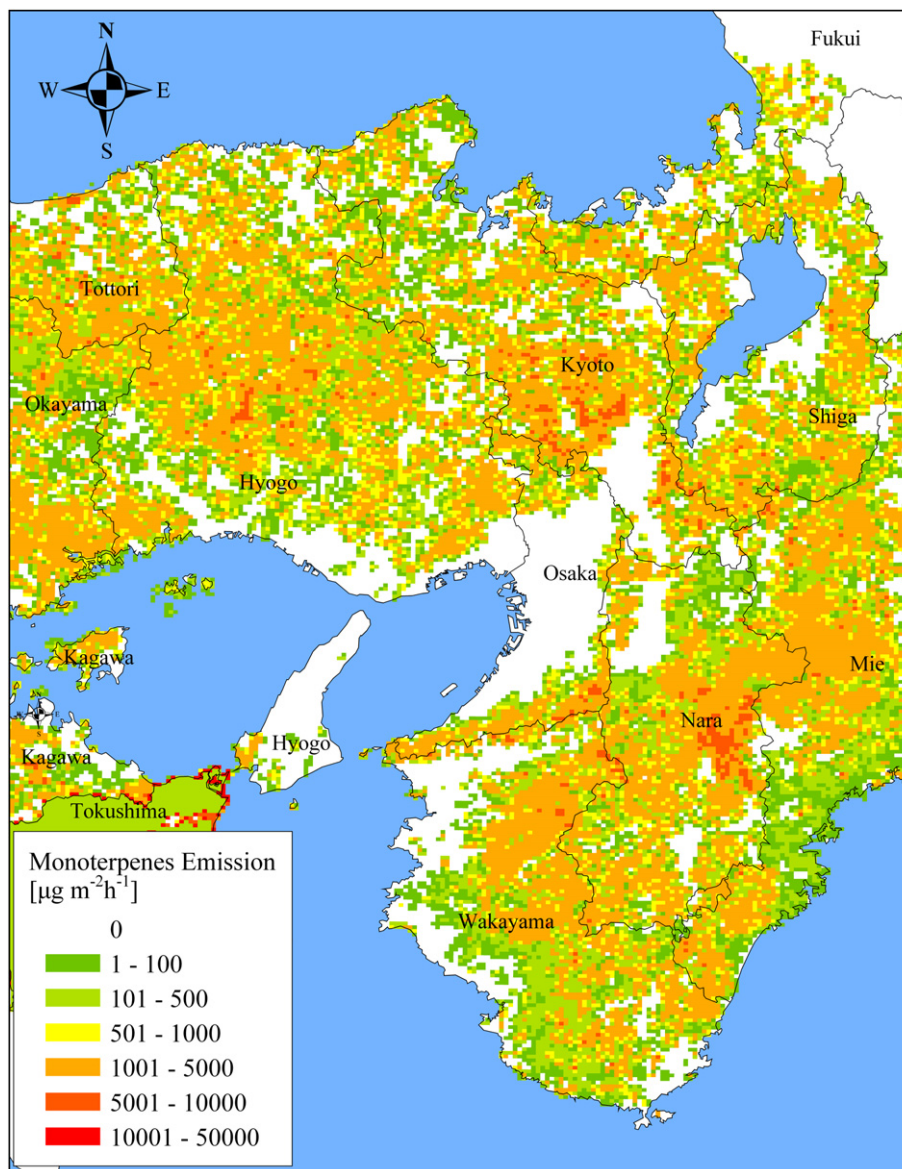 N
W E
S
Fukui
Tottori
Kyoto
Okayama
Shiga
Hyogo
Osaka
Kagawa
Mie
Nara
Hyogo
Kagawa
Tokushima
Monoterpenes Emission
[μg m⁻²h⁻¹]
0
1 - 100
101 - 500
501 - 1000
1001 - 5000
5001 - 10000
10001 - 50000
Wakayama